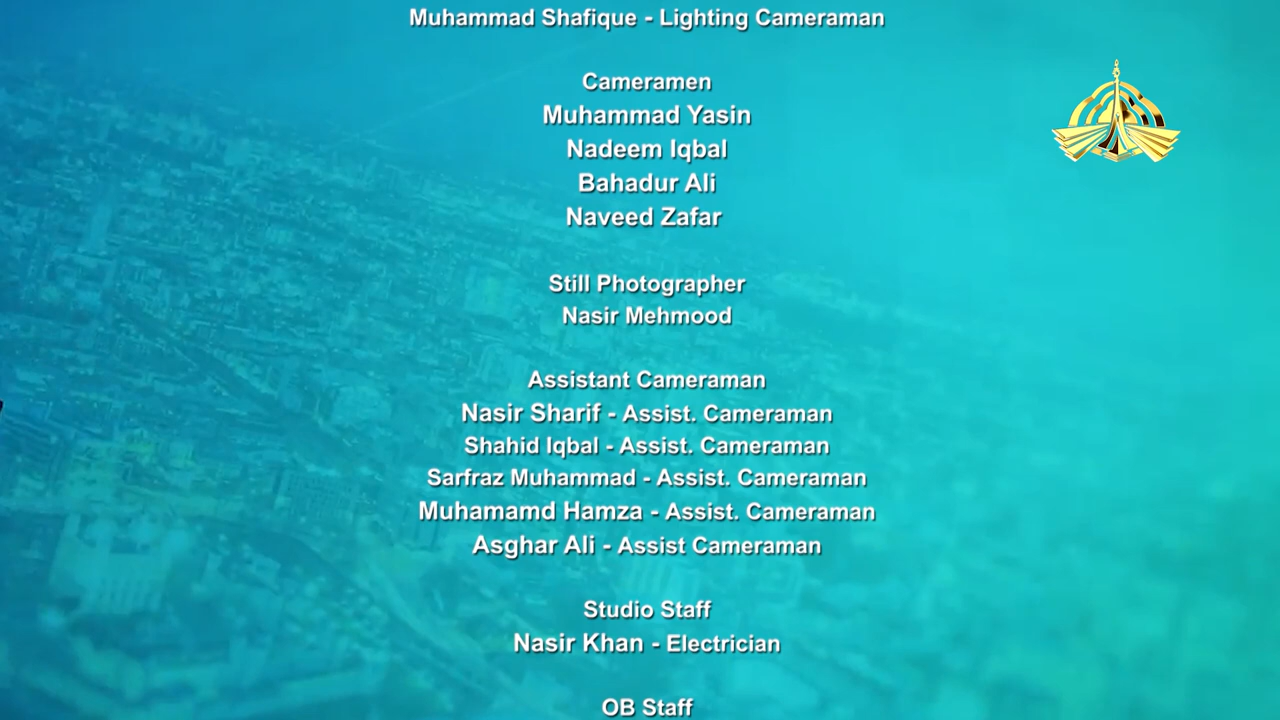 Muhammad Shafique - Lighting Cameraman
Cameramen
Muhammad Yasin
Nadeem Iqbal
Bahadur Ali
Naveed Zafar
Still Photographer
Nasir Mehmood
Assistant Cameraman
Nasir Sharif - Assist. Cameraman
Shahid Iqbal - Assist. Cameraman
Sarfraz Muhammad - Assist. Cameraman
Muhamamd Hamza - Assist. Cameraman
Asghar Ali - Assist Cameraman
Studio Staff
Nasir Khan - Electrician
OB Staff